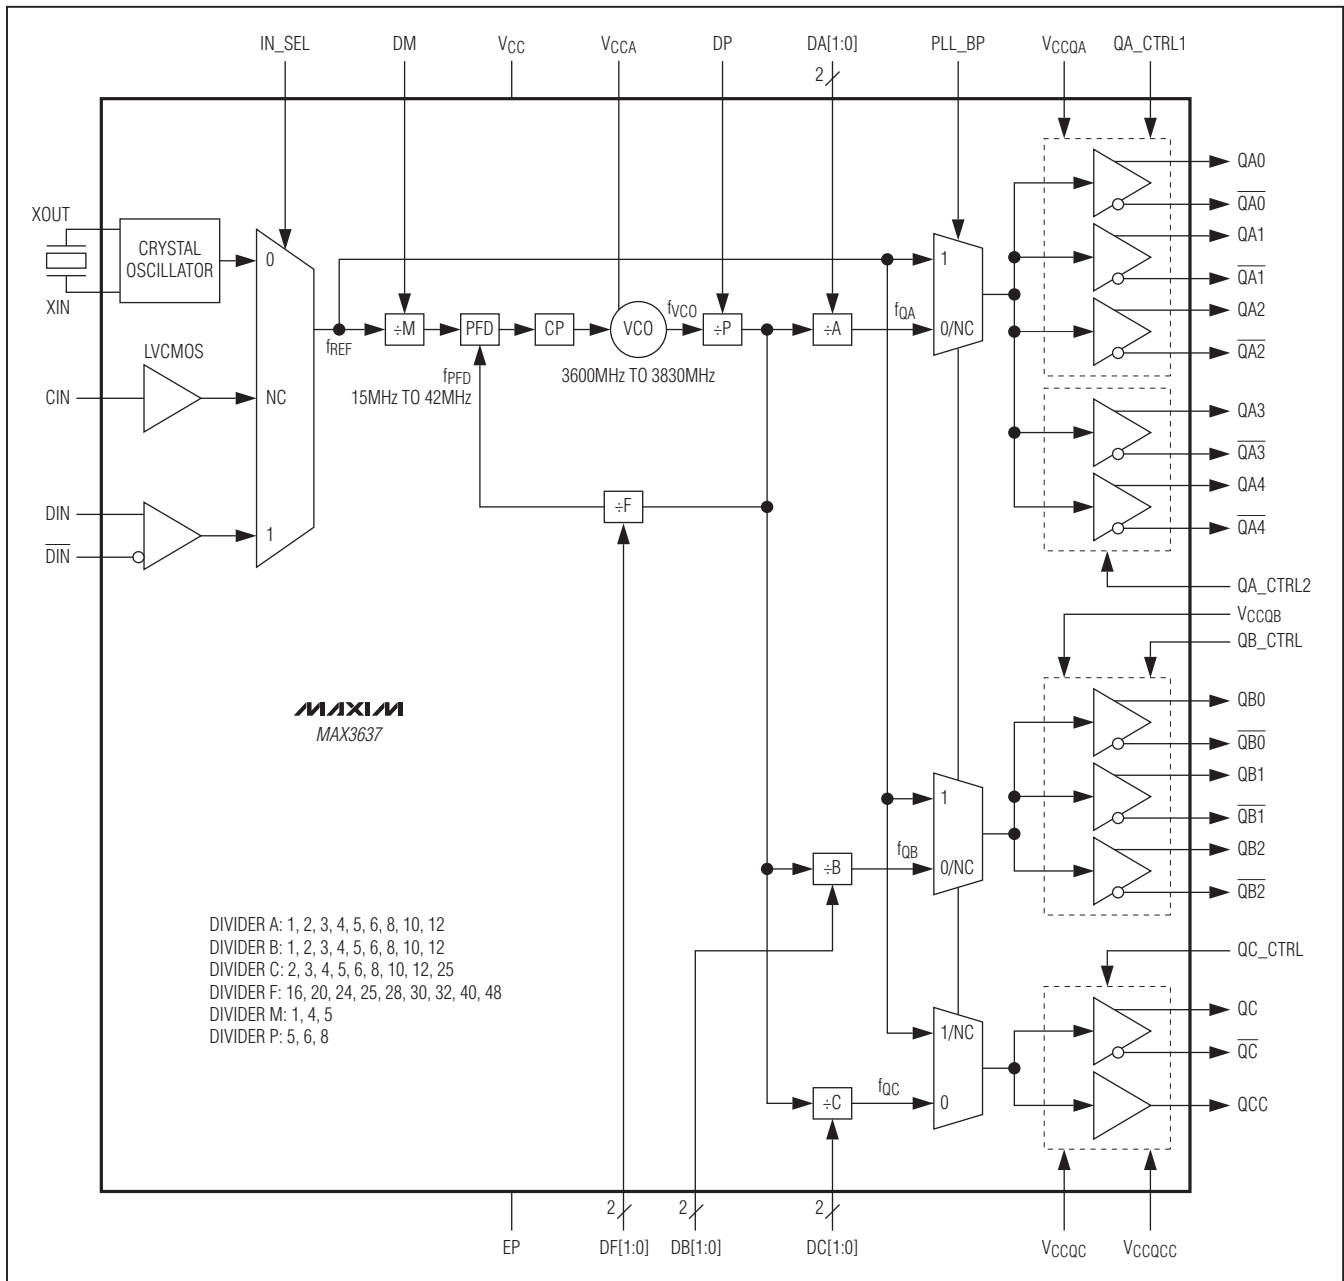 IN_SEL DM VCC VCCA DP DA[1:0] PLL_BP VCCQA QA_CTRL1
2
QA0
QA0
XOUT
CRYSTAL
OSCILLATOR
0
QA1
1
QA1
XIN
fREF
÷M
PFD
CP
VCO
fVCO
÷P
÷A
fQA
0/NC
QA2
QA2
LVCMOS
fPFD
15MHz TO 42MHz
3600MHz TO 3830MHz
CIN
NC
QA3
QA3
DIN
DIN
1
÷F
QA4
QA4
QA_CTRL2
VCCQB
QB_CTRL
MAXIM
MAX3637
QB0
QB0
1
QB1
QB1
÷B
fQB
0/NC
QB2
QB2
DIVIDER A: 1, 2, 3, 4, 5, 6, 8, 10, 12
DIVIDER B: 1, 2, 3, 4, 5, 6, 8, 10, 12
DIVIDER C: 2, 3, 4, 5, 6, 8, 10, 12, 25
DIVIDER F: 16, 20, 24, 25, 28, 30, 32, 40, 48
DIVIDER M: 1, 4, 5
DIVIDER P: 5, 6, 8
QC_CTRL
QC
1/NC
QC
÷C
fQC
0
QCC
2 2 2
EP DF[1:0] DB[1:0] DC[1:0] VCCQC VCCQCC